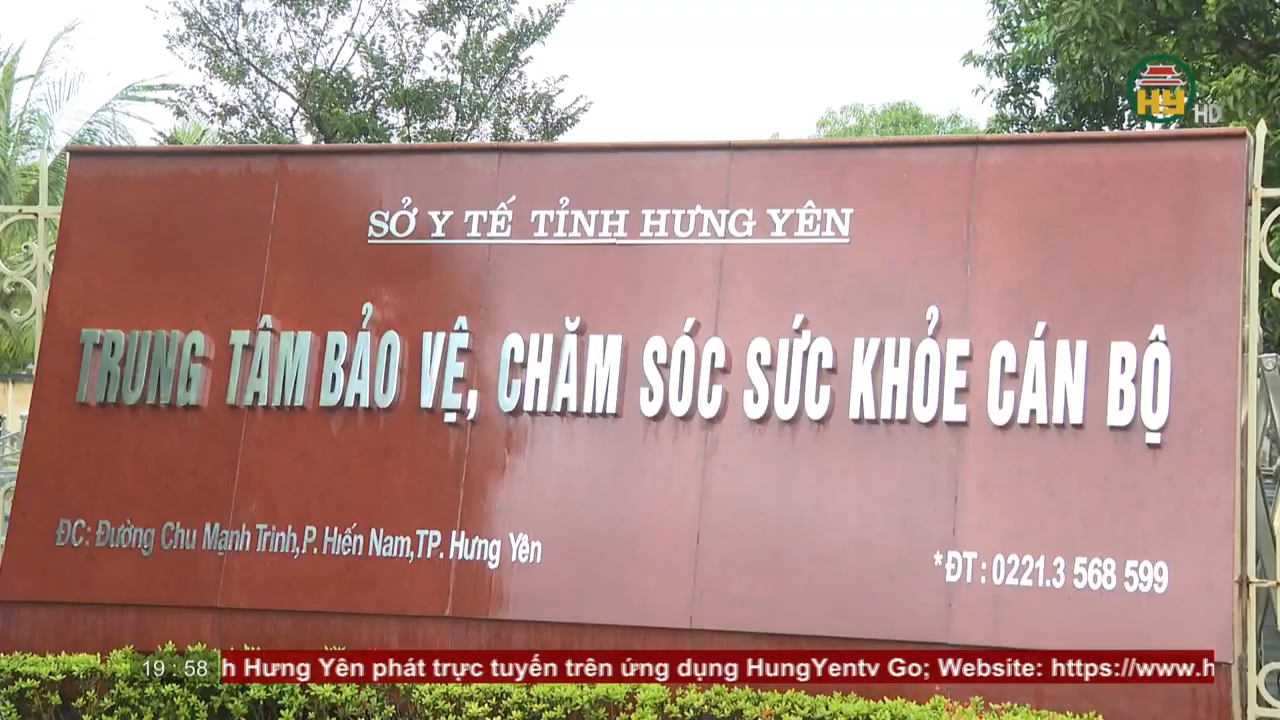 HY HD
SỞ Y TẾ TỈNH HƯNG YÊN
TRUNG TÂM BẢO VỆ, CHĂM SÓC SỨC KHỎE CÁN BỘ
ĐC: Đường Chu Mạnh Trinh,P. Hiến Nam,TP. Hưng Yên
*ĐT: 0221.3 568 599
19 : 58 h Hưng Yên phát trực tuyến trên ứng dụng HungYentv Go; Website: https://www.h